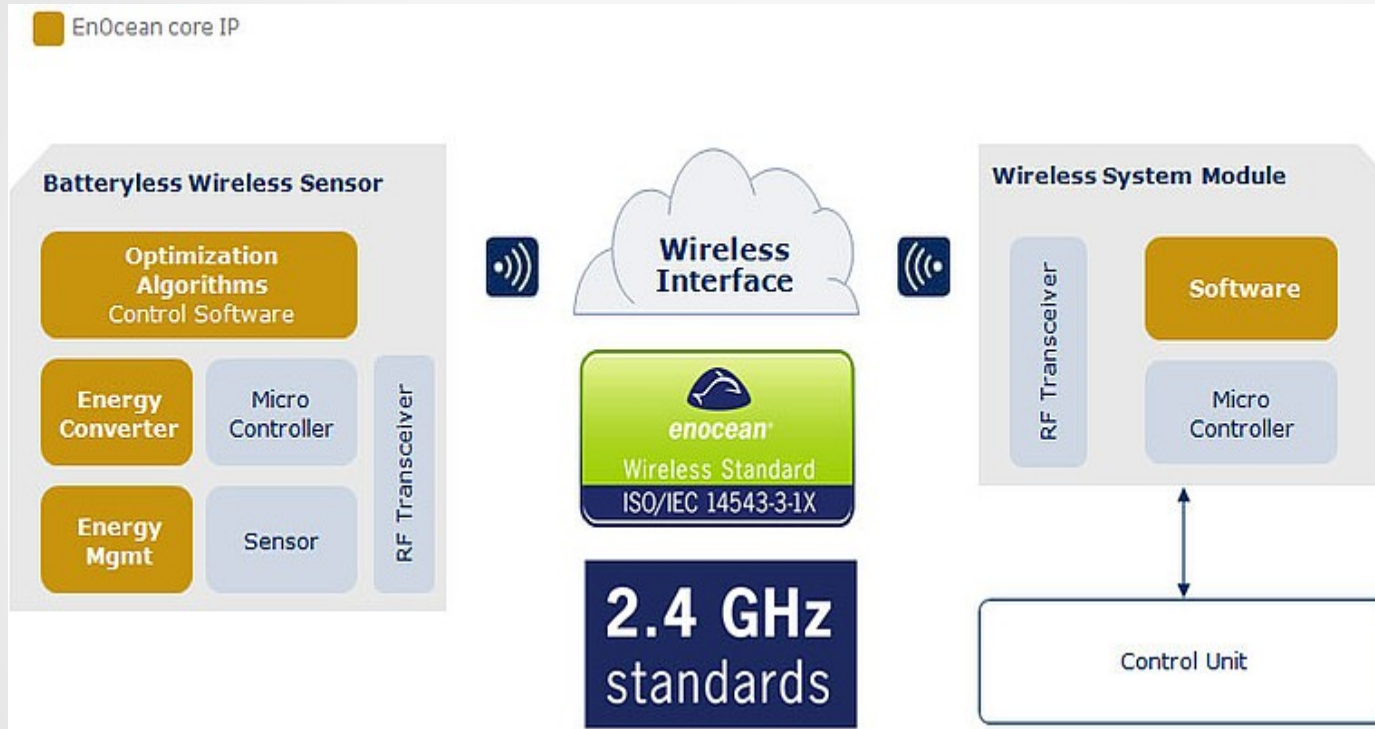 EnOcean core IP
Batteryless Wireless Sensor
Optimization
Algorithms
Control Software
Energy
Converter
Micro
Controller
Energy
Mgmt
Sensor
RF Transceiver
Wireless
Interface
enocean®
Wireless Standard
ISO/IEC 14543-3-1X
2.4 GHz
standards
Wireless System Module
RF Transceiver
Software
Micro
Controller
Control Unit